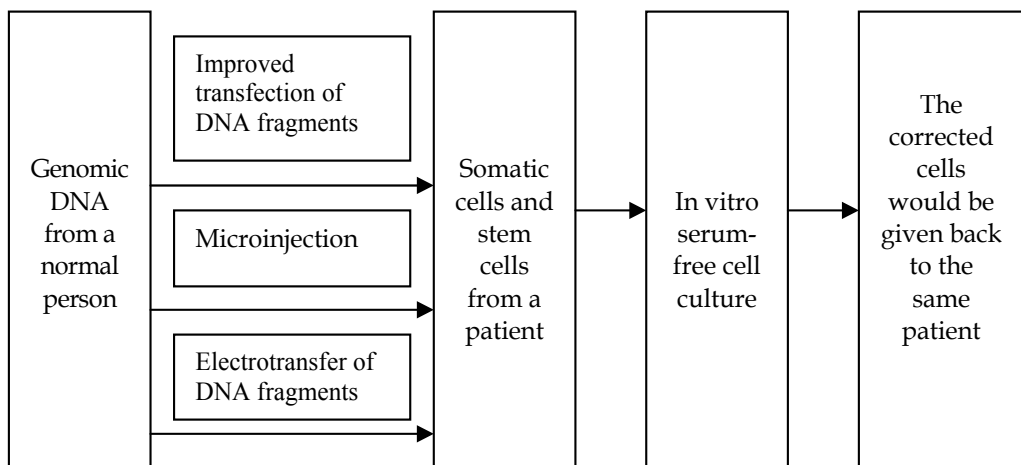 Genomic
DNA
from a
normal
person
Improved
transfection of
DNA fragments
Microinjection
Electrotransfer of
DNA fragments
Somatic
cells and
stem
cells
from a
patient
In vitro
serum-
free cell
culture
The
corrected
cells
would be
given back
to the
same
patient